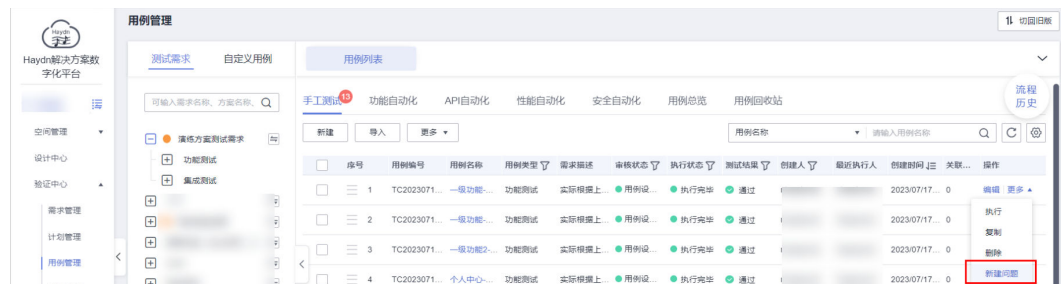 用例管理
切回旧版
Haydn
Haydn解决方案数
字化平台
空间管理
设计中心
验证中心
需求管理
计划管理
用例管理
测试需求 自定义用例
可输入需求名称、方案名称、
演练方案测试需求
功能测试
集成测试
用例列表
流程
历史
手工测试 13 功能自动化 API自动化 性能自动化 安全自动化 用例总览 用例回收站
新建 导入 更多 用例名称 请输入用例名称
序号 用例编号 用例名称 用例类型 需求描述 审核状态 执行状态 测试结果 创建人 最近执行人 创建时间 关联... 操作
1 TC2023071... 一级功能-... 功能测试 实际根据上... 用例设... 执行完毕 通过 2023/07/17... 0 编辑 更多
2 TC2023071... 一级功能-... 功能测试 实际根据上... 用例设... 执行完毕 通过 2023/07/17... 0
3 TC2023071... 一级功能2-... 功能测试 实际根据上... 用例设... 执行完毕 通过 2023/07/17... 0
4 TC2023071... 个人中心-... 功能测试 实际根据上... 用例设... 执行完毕 通过 2023/07/17... 0
执行
复制
删除
新建问题